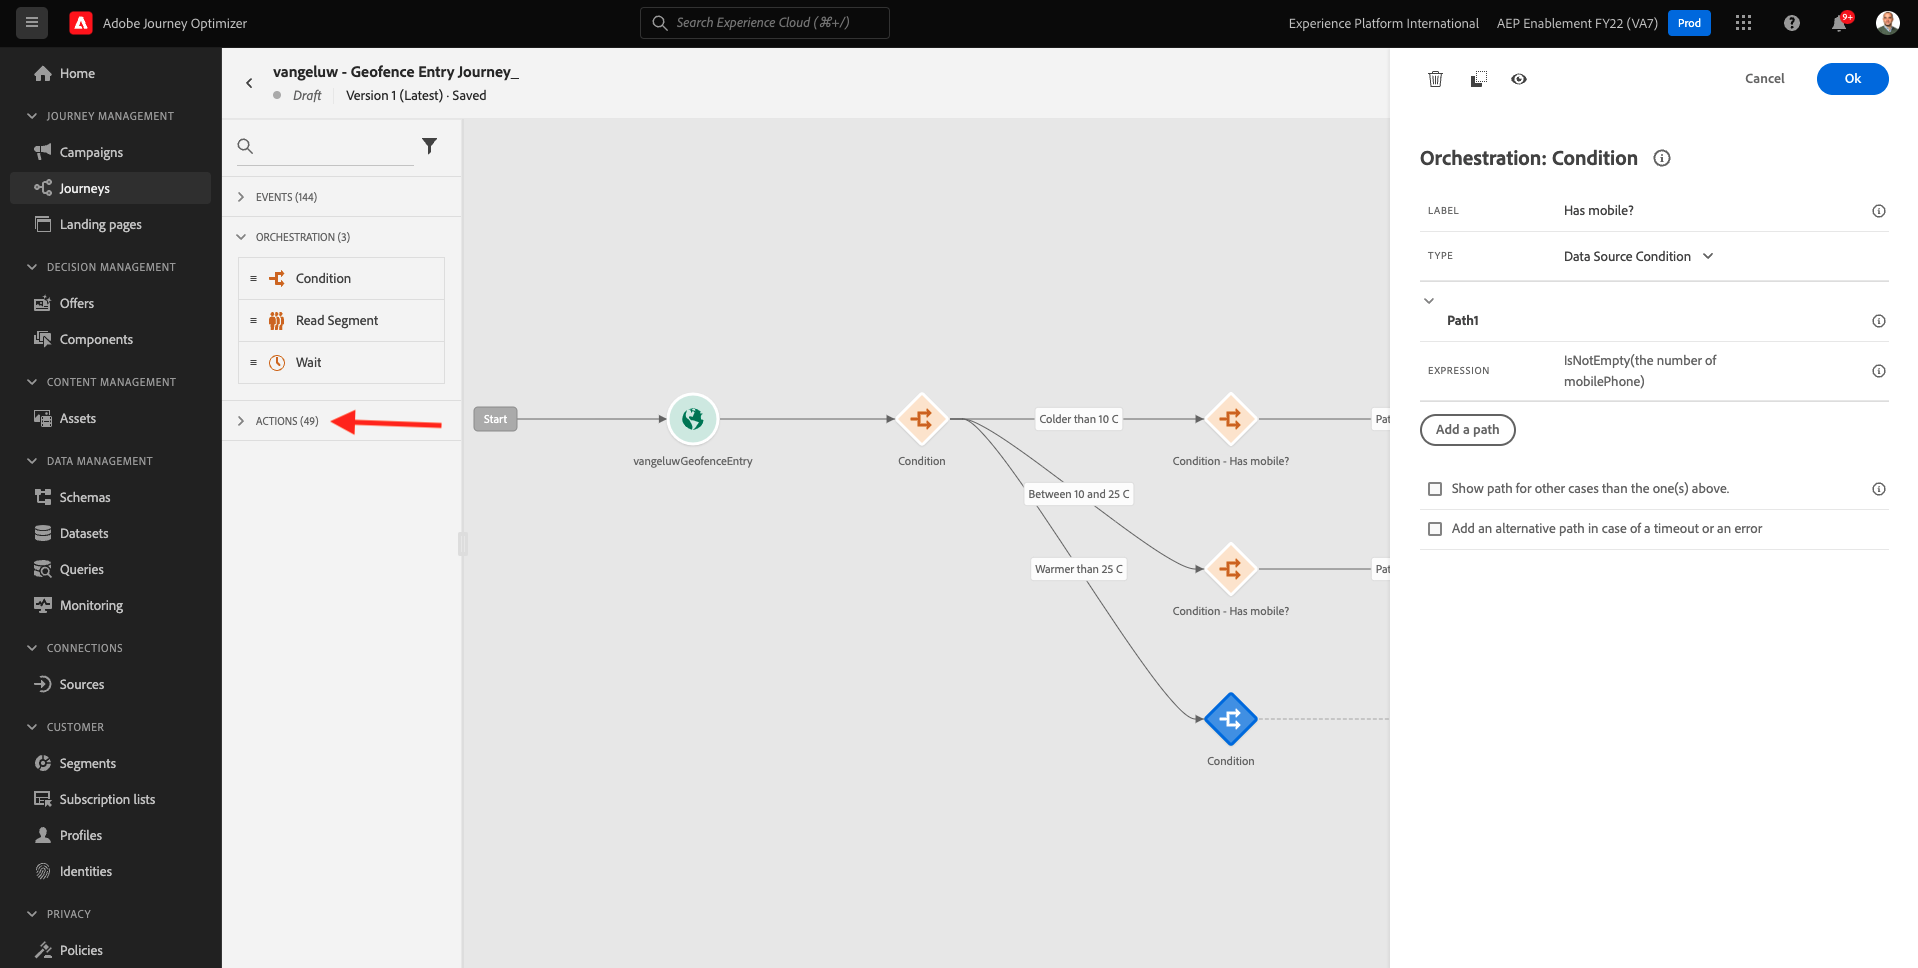 Adobe Journey Optimizer
Search Experience Cloud (⌘+/)
Experience Platform International
AEP Enablement FY22 (VA7)
Prod
9+
Home
JOURNEY MANAGEMENT
Campaigns
Journeys
Landing pages
DECISION MANAGEMENT
Offers
Components
CONTENT MANAGEMENT
Assets
DATA MANAGEMENT
Schemas
Datasets
Queries
Monitoring
CONNECTIONS
Sources
CUSTOMER
Segments
Subscription lists
Profiles
Identities
PRIVACY
Policies
vangeluw - Geofence Entry Journey_
Draft
Version 1 (Latest) · Saved
EVENTS (144)
ORCHESTRATION (3)
Condition
Read Segment
Wait
ACTIONS (49)
Start
vangeluwGeofenceEntry
Condition
Colder than 10 C
Condition - Has mobile?
Pat
Between 10 and 25 C
Warmer than 25 C
Condition - Has mobile?
Pat
Condition
Cancel
Ok
Orchestration: Condition
LABEL
Has mobile?
TYPE
Data Source Condition
Path1
EXPRESSION
IsNotEmpty(the number of
mobilePhone)
Add a path
Show path for other cases than the one(s) above.
Add an alternative path in case of a timeout or an error